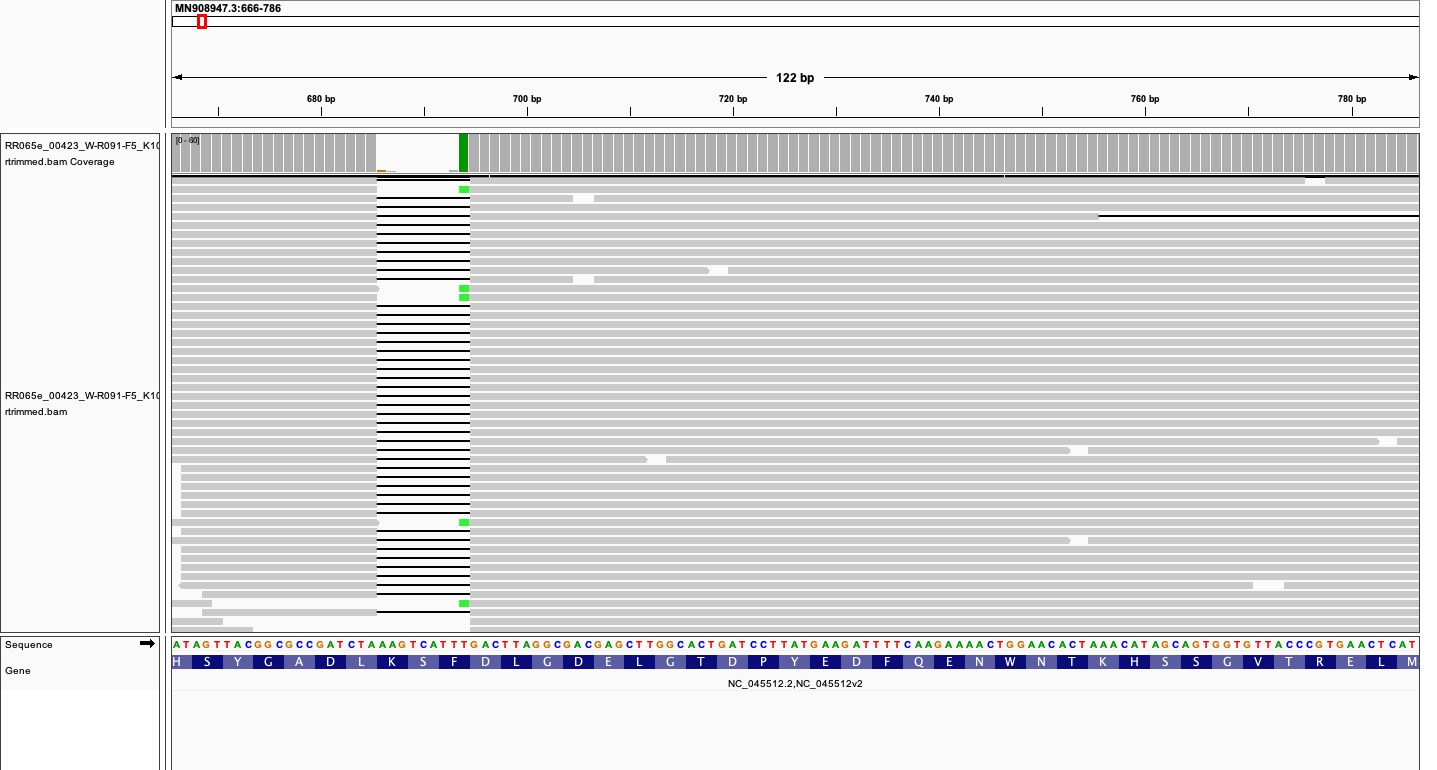 MN908947.3:666-786
122 bp
680 bp 700 bp 720 bp 740 bp 760 bp 780 bp
RR065e_00423_W-R091-F5_K10
rtrimmed.bam Coverage
[0 - 60]
RR065e_00423_W-R091-F5_K10
rtrimmed.bam
Sequence
ATAGTTACGGCGCCGATCTAAAGTCATTTGACTTAGGCGACGAGCTTGGCACTGATCCTTATGAAGATTTTCAAGAAAACTGGAACACTAAACATAGCAGTGGTGTTACCCGTGAACTCAT
Gene
H S Y G A D L K S F D L G D E L G T D P Y E D F Q E N W N T K H S S G V T R E L M
NC_045512.2,NC_045512v2